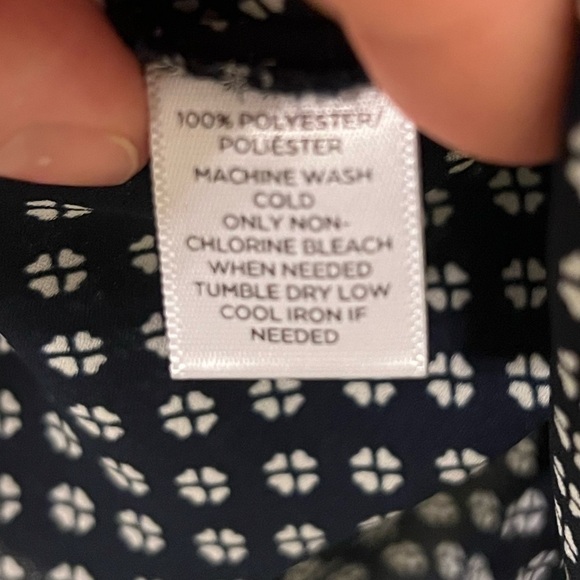 100% POLYESTER/
POLIÉSTER
MACHINE WASH
COLD
ONLY NON-
CHLORINE BLEACH
WHEN NEEDED
TUMBLE DRY LOW
COOL IRON IF
NEEDED